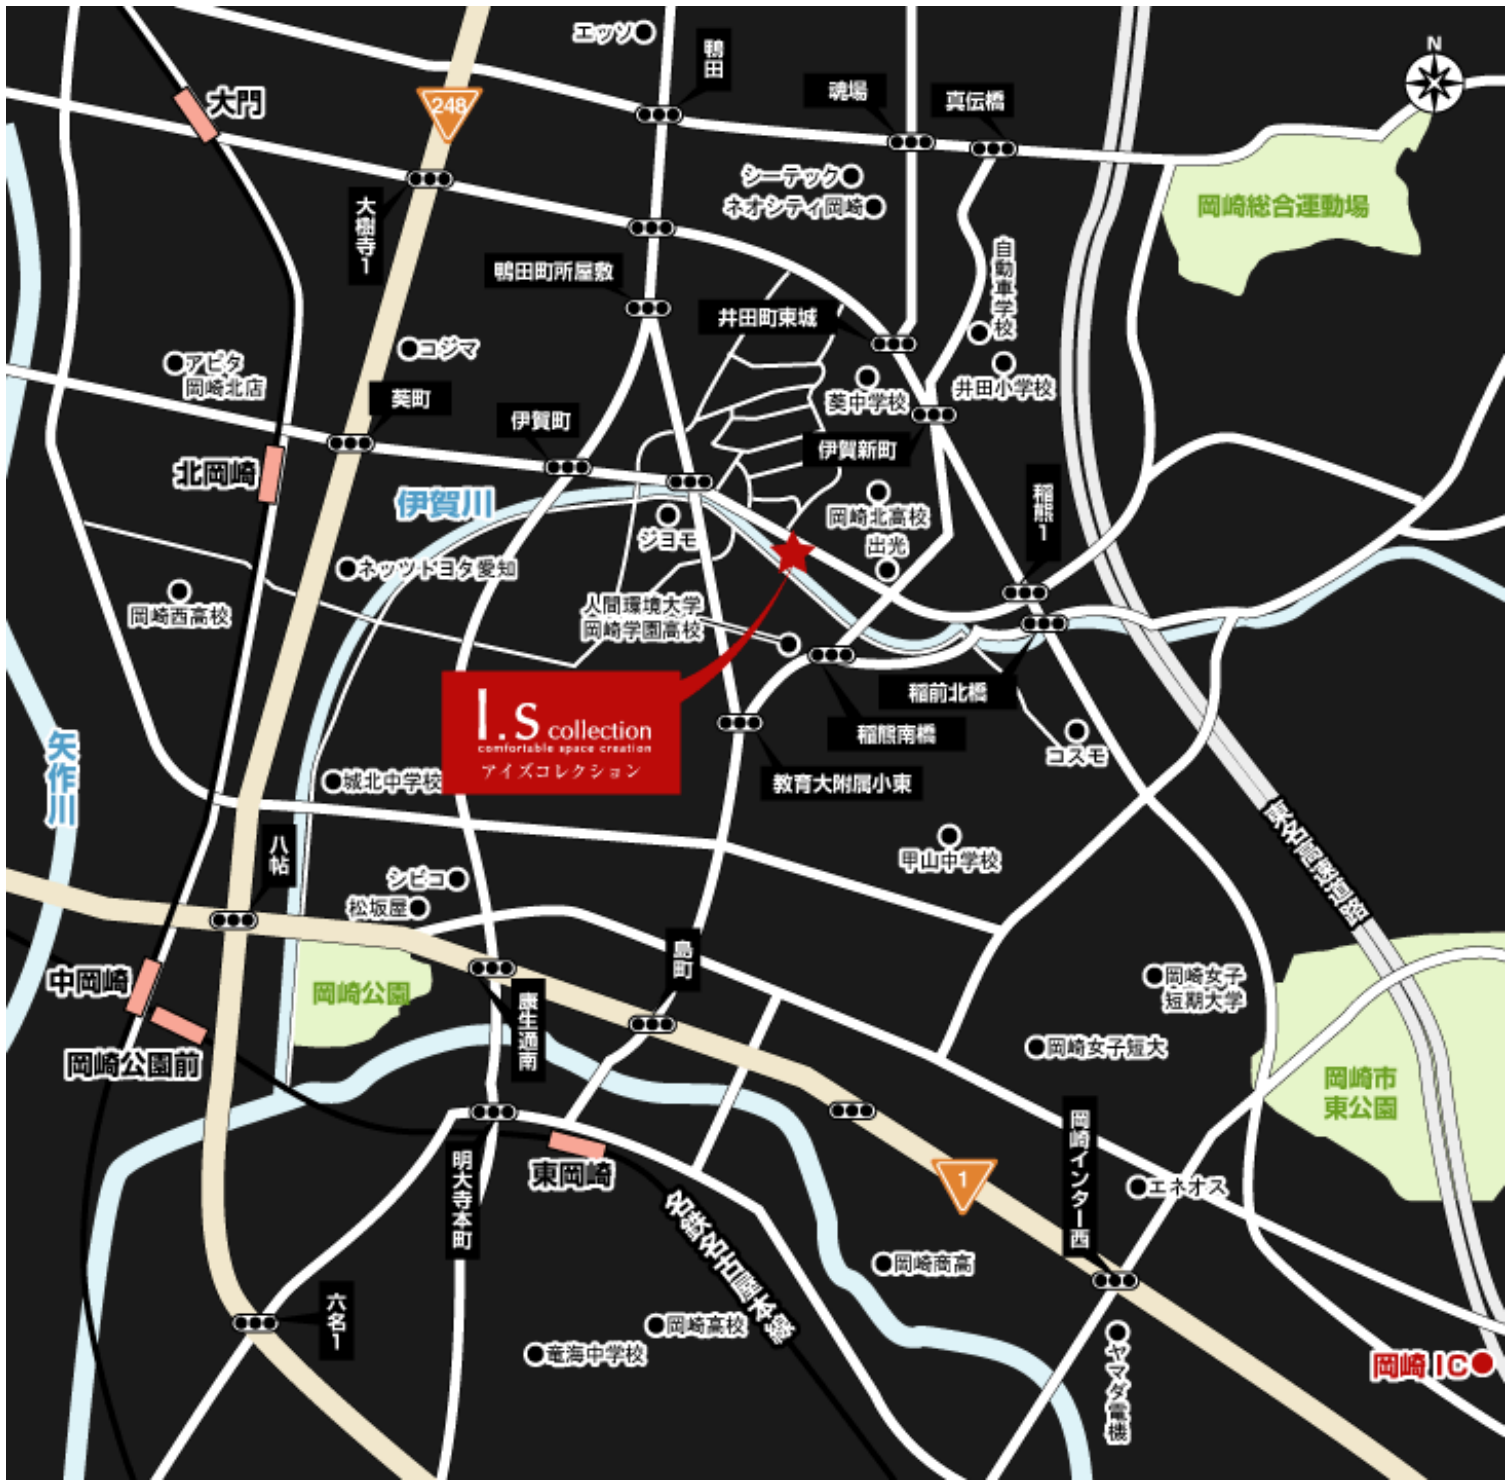 エッソ
鴨田
N
大門
248
魂場
真伝橋
岡崎総合運動場
シーテック
ネオシティ岡崎
大樹寺1
自動車学校
鴨田町所屋敷
井田町東城
コジマ
アピタ
岡崎北店
葵町
伊賀町
葵中学校
井田小学校
伊賀新町
北岡崎
伊賀川
稲熊1
岡崎北高校
出光
ジョモ
ネッツトヨタ愛知
岡崎西高校
人間環境大学
岡崎学園高校
稲前北橋
I.s collection
comfortable space creation
アイズコレクション
稲熊南橋
コスモ
矢作川
城北中学校
教育大附属小東
東名高速道路
八帖
甲山中学校
シビコ
松坂屋
島町
中岡崎
岡崎公園
康生通南
岡崎女子
短期大学
岡崎公園前
岡崎女子短大
岡崎市
東公園
明大寺本町
東岡崎
岡崎インター西
1
エネオス
名鉄名古屋本線
岡崎商高
六名1
岡崎高校
竜海中学校
ヤマダ電機
岡崎 IC